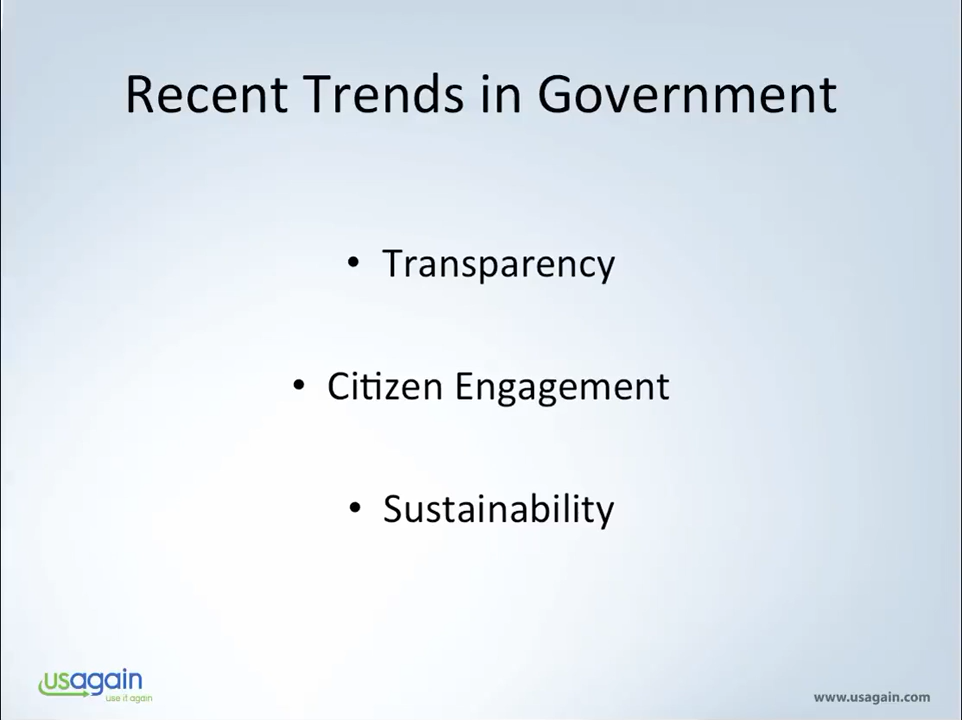 Recent Trends in Government
• Transparency
• Citizen Engagement
• Sustainability
usagain
use it again
www.usagain.com